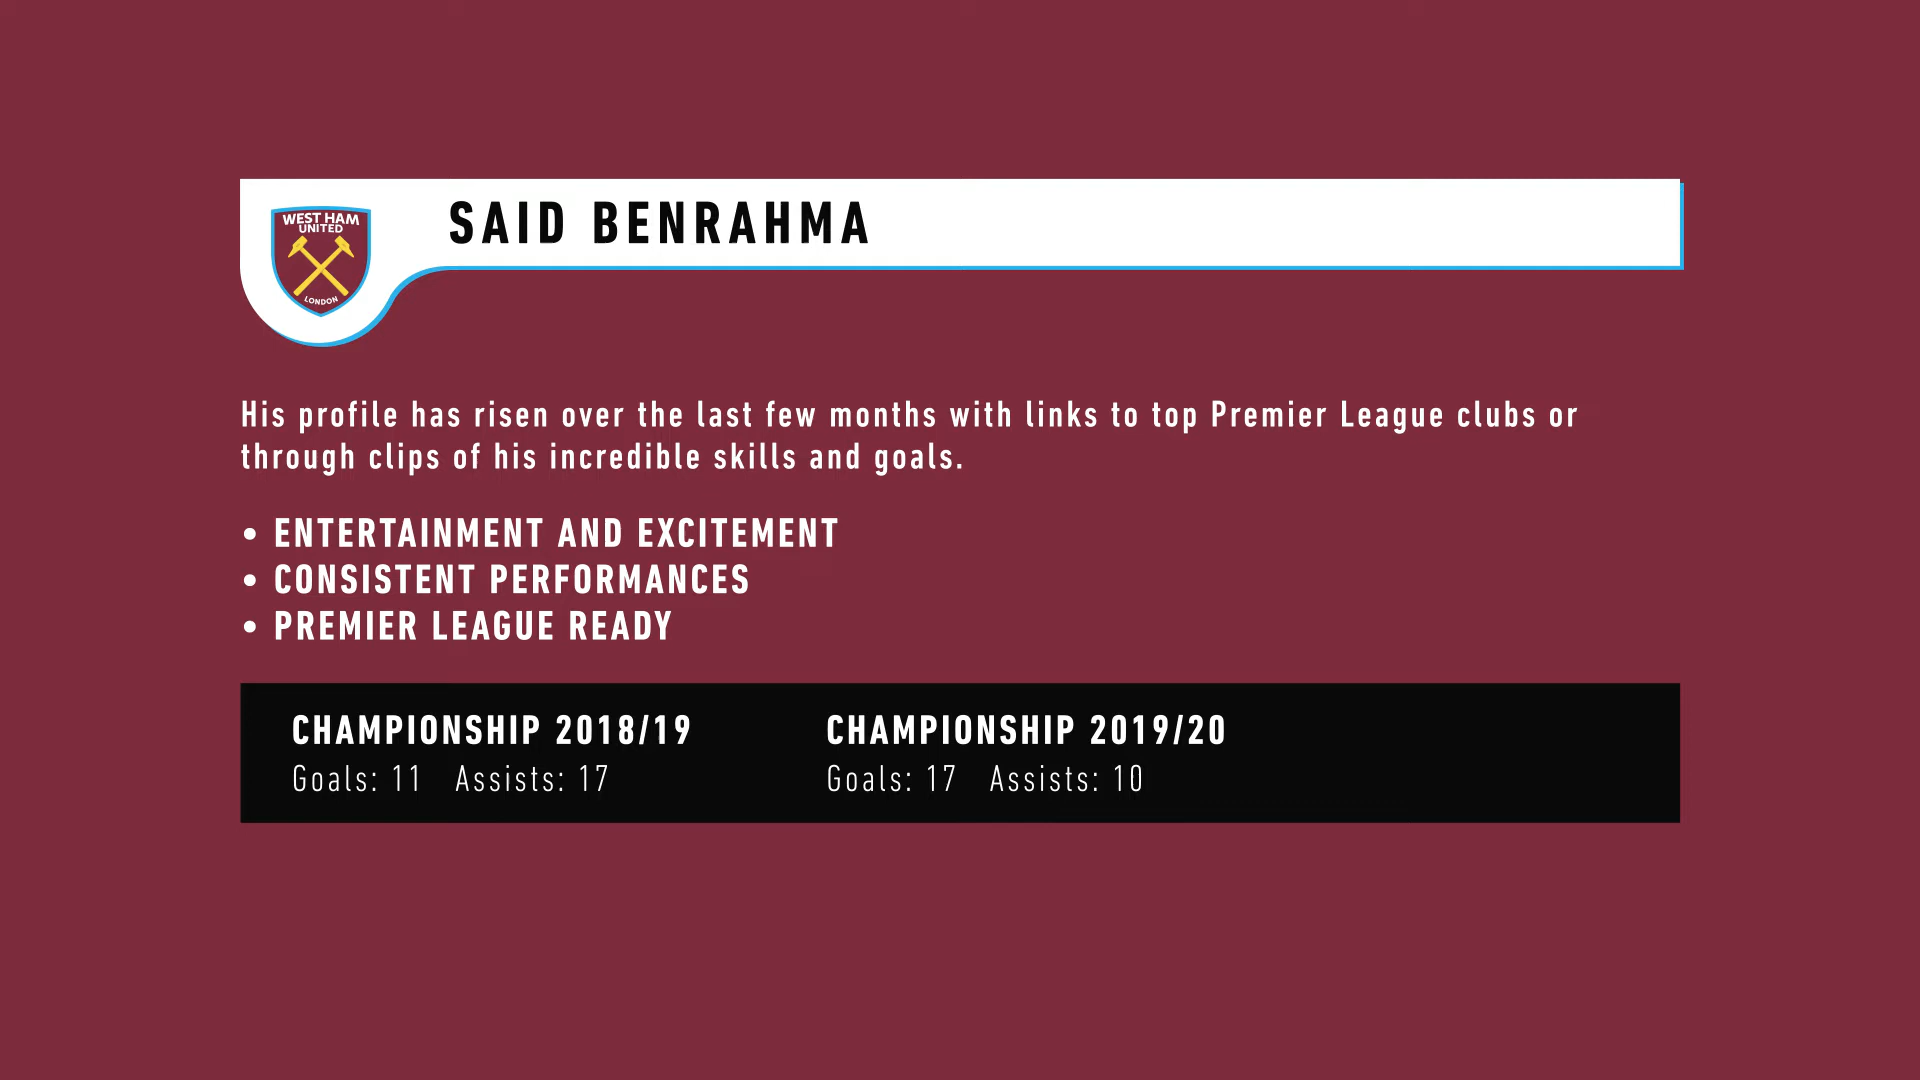 WEST HAM
UNITED
LONDON
SAID BENRAHMA
His profile has risen over the last few months with links to top Premier League clubs or
through clips of his incredible skills and goals.
• ENTERTAINMENT AND EXCITEMENT
• CONSISTENT PERFORMANCES
• PREMIER LEAGUE READY
CHAMPIONSHIP 2018/19
Goals: 11 Assists: 17
CHAMPIONSHIP 2019/20
Goals: 17 Assists: 10